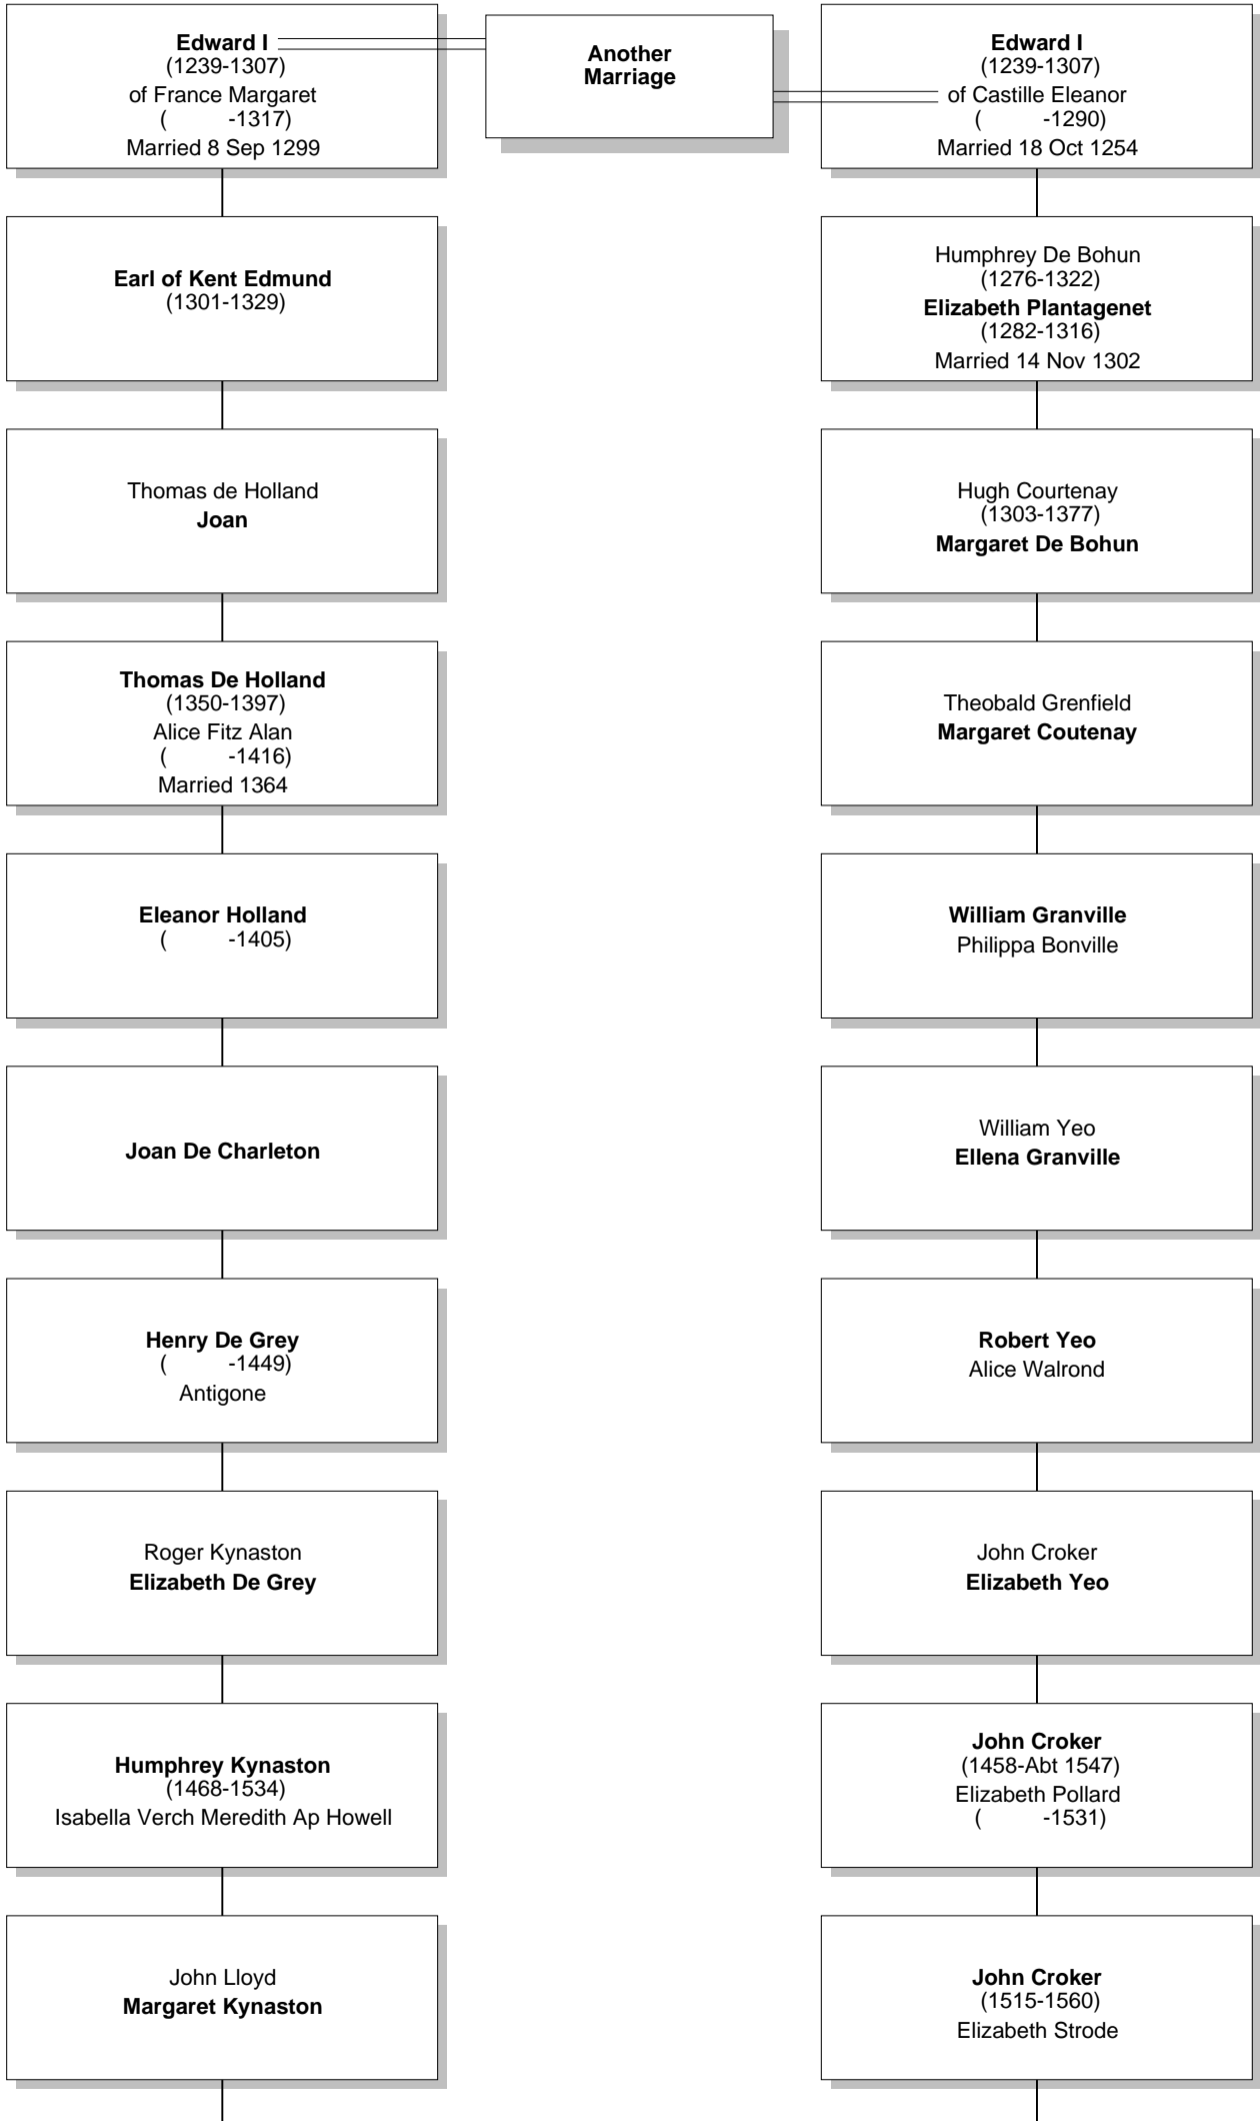 Edward I
(1239-1307)
of France Margaret
( -1317)
Married 8 Sep 1299
Another
Marriage
Edward I
(1239-1307)
of Castille Eleanor
( -1290)
Married 18 Oct 1254
Earl of Kent Edmund
(1301-1329)
Humphrey De Bohun
(1276-1322)
Elizabeth Plantagenet
(1282-1316)
Married 14 Nov 1302
Thomas de Holland
Joan
Hugh Courtenay
(1303-1377)
Margaret De Bohun
Thomas De Holland
(1350-1397)
Alice Fitz Alan
( -1416)
Married 1364
Theobald Grenfield
Margaret Coutenay
Eleanor Holland
( -1405)
William Granville
Philippa Bonville
Joan De Charleton
William Yeo
Ellena Granville
Henry De Grey
( -1449)
Antigone
Robert Yeo
Alice Walrond
Roger Kynaston
Elizabeth De Grey
John Croker
Elizabeth Yeo
Humphrey Kynaston
(1468-1534)
Isabella Verch Meredith Ap Howell
John Croker
(1458-Abt 1547)
Elizabeth Pollard
( -1531)
John Lloyd
Margaret Kynaston
John Croker
(1515-1560)
Elizabeth Strode